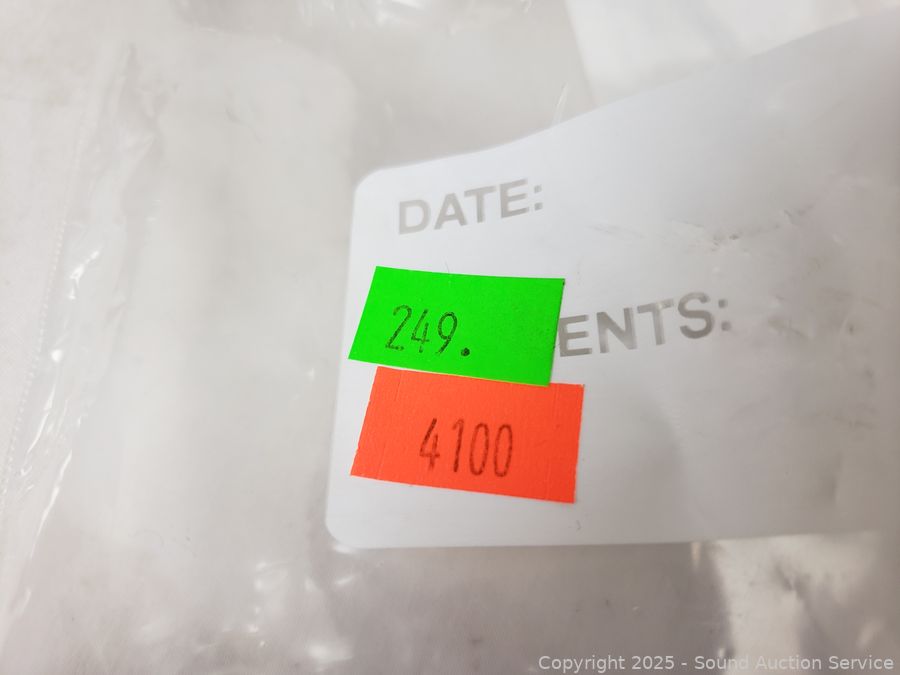 DATE:
249.
ENTS:
4100
Copyright 2025 - Sound Auction Service